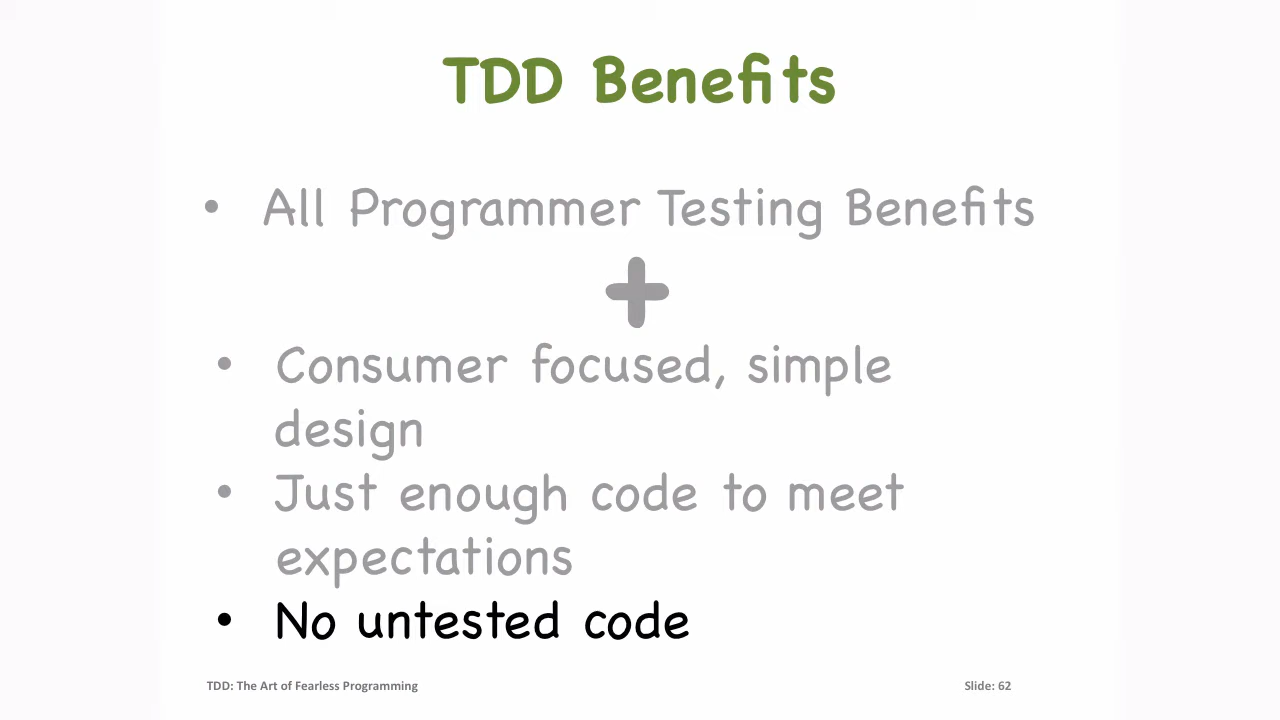 TDD Benefits
• All Programmer Testing Benefits
+
• Consumer focused, simple
design
• Just enough code to meet
expectations
• No untested code
TDD: The Art of Fearless Programming
Slide: 62